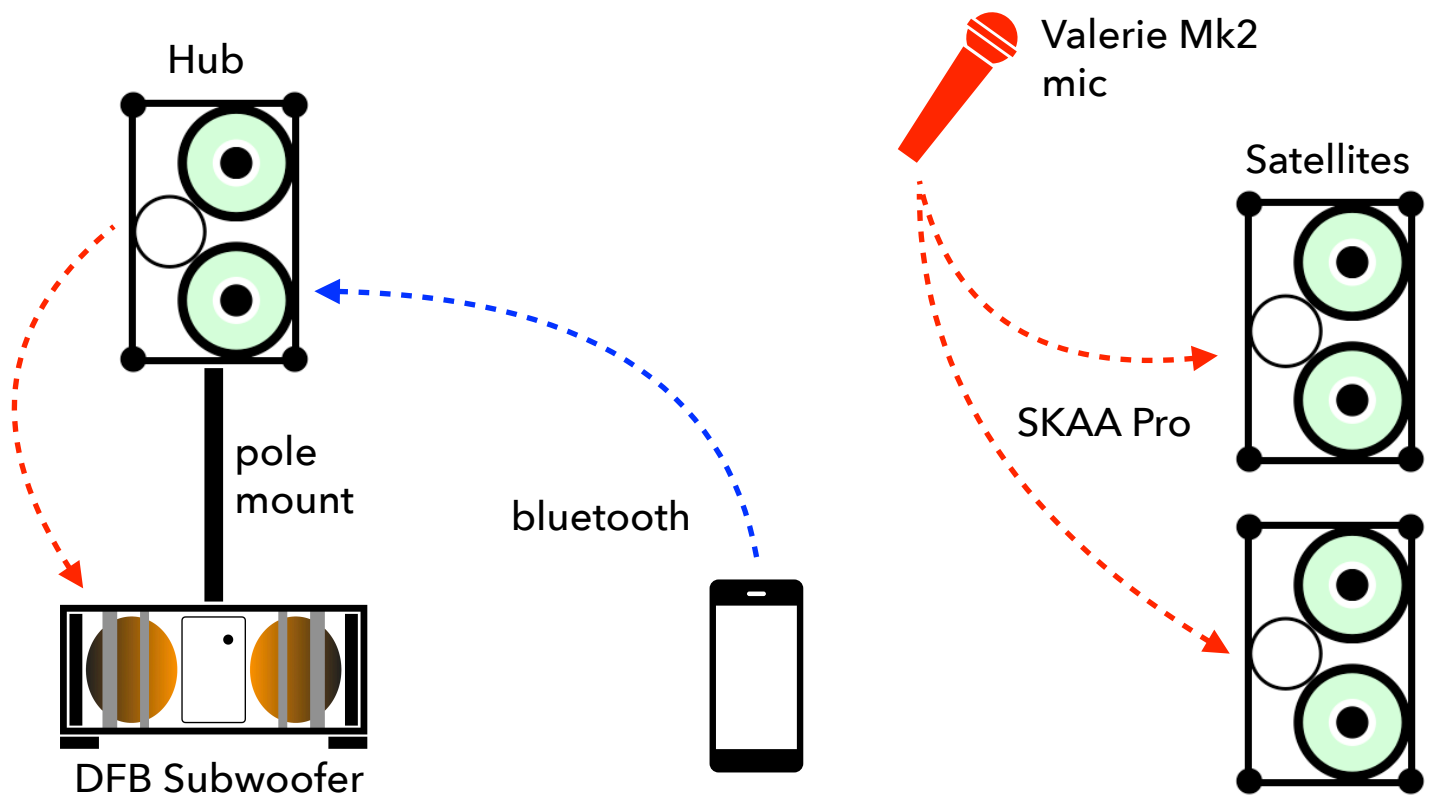 Hub
Valerie Mk2
mic
Satellites
SKAA Pro
pole
mount
bluetooth
DFB Subwoofer